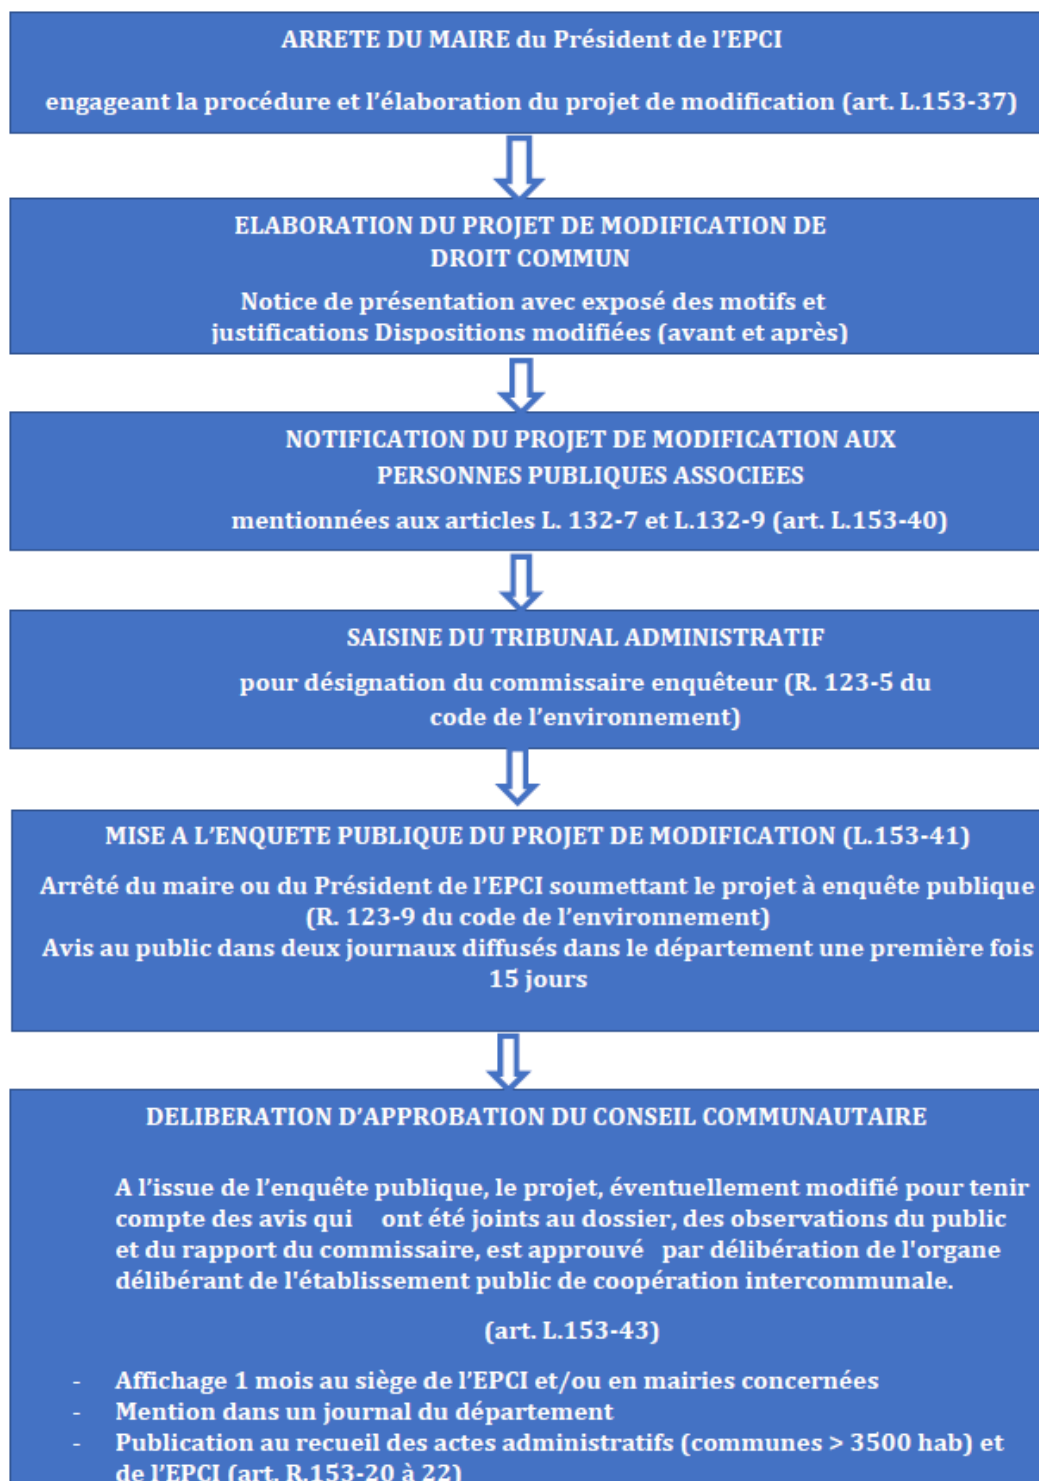 ARRETE DU MAIRE du Président de l'EPCI
engageant la procédure et l'élaboration du projet de modification (art. L.153-37)
ELABORATION DU PROJET DE MODIFICATION DE
DROIT COMMUN
Notice de présentation avec exposé des motifs et
justifications Dispositions modifiées (avant et après)
NOTIFICATION DU PROJET DE MODIFICATION AUX
PERSONNES PUBLIQUES ASSOCIEES
mentionnées aux articles L. 132-7 et L.132-9 (art. L.153-40)
SAISINE DU TRIBUNAL ADMINISTRATIF
pour désignation du commissaire enquêteur (R. 123-5 du
code de l'environnement)
MISE A L'ENQUETE PUBLIQUE DU PROJET DE MODIFICATION (L.153-41)
Arrêté du maire ou du Président de l'EPCI soumettant le projet à enquête publique
(R. 123-9 du code de l'environnement)
Avis au public dans deux journaux diffusés dans le département une première fois
15 jours
DELIBERATION D'APPROBATION DU CONSEIL COMMUNAUTAIRE
A l'issue de l'enquête publique, le projet, éventuellement modifié pour tenir
compte des avis qui ont été joints au dossier, des observations du public
et du rapport du commissaire, est approuvé par délibération de l'organe
délibérant de l'établissement public de coopération intercommunale.
(art. L.153-43)
- Affichage 1 mois au siège de l'EPCI et/ou en mairies concernées
- Mention dans un journal du département
- Publication au recueil des actes administratifs (communes > 3500 hab) et
de l'EPCI (art. R.153-20 à 22)